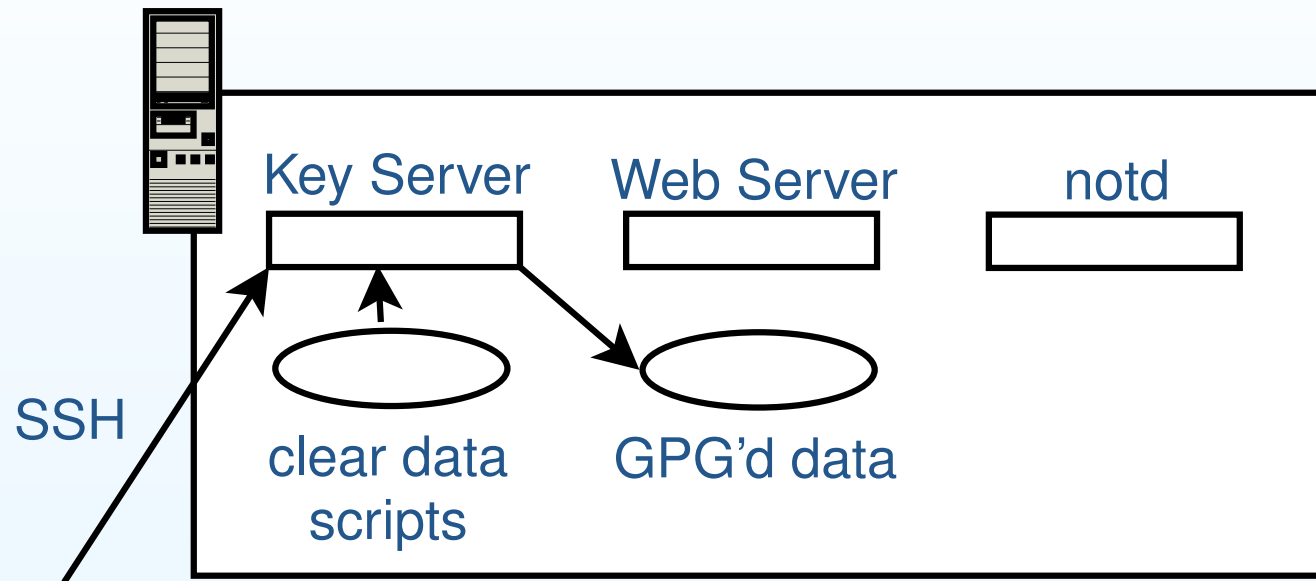 Key Server
Web Server
notd
SSH
clear data
scripts
GPG’d data